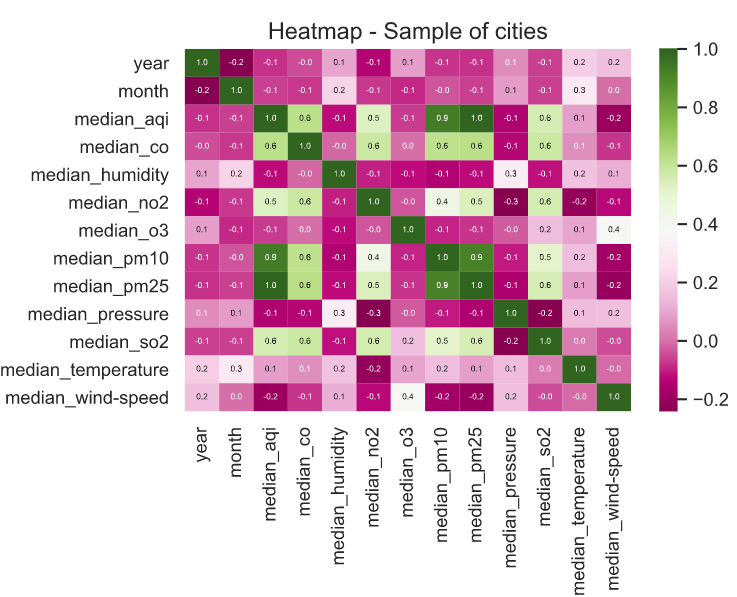 Heatmap - Sample of cities
year 1.0 -0.2 -0.1 -0.0 0.1 -0.1 0.1 -0.1 -0.1 0.1 -0.1 0.2 0.2
month -0.2 1.0 -0.1 -0.1 0.2 -0.1 -0.1 -0.0 -0.1 0.1 -0.1 0.3 0.0
median_aqi -0.1 -0.1 1.0 0.6 -0.1 0.5 -0.1 0.9 1.0 -0.1 0.6 0.1 -0.2
median_co -0.0 -0.1 0.6 1.0 -0.0 0.6 0.0 0.6 0.6 -0.1 0.6 0.1 -0.1
median_humidity 0.1 0.2 -0.1 -0.0 1.0 -0.1 -0.1 -0.1 -0.1 0.3 -0.1 0.2 0.1
median_no2 -0.1 -0.1 0.5 0.6 -0.1 1.0 -0.1 0.4 0.5 -0.3 0.6 -0.2 -0.1
median_o3 0.1 -0.1 -0.1 0.0 -0.1 -0.1 1.0 -0.1 -0.1 -0.0 0.2 0.1 0.4
median_pm10 -0.1 -0.0 0.9 0.6 -0.1 0.4 -0.1 1.0 0.9 -0.1 0.5 0.2 -0.2
median_pm25 -0.1 -0.1 1.0 0.6 -0.1 0.5 -0.1 0.9 1.0 -0.1 0.6 0.1 -0.2
median_pressure 0.1 0.1 -0.1 -0.1 0.3 -0.3 -0.0 -0.1 -0.1 1.0 -0.2 0.1 0.2
median_so2 -0.1 -0.1 0.6 0.6 -0.1 0.6 0.2 0.5 0.6 -0.2 1.0 0.0 -0.0
median_temperature 0.2 0.3 0.1 0.1 0.2 -0.2 0.1 0.2 0.1 0.1 0.0 1.0 -0.0
median_wind-speed 0.2 0.0 -0.2 -0.1 0.1 -0.1 0.4 -0.2 -0.2 0.2 -0.0 -0.0 1.0
year
month
median_aqi
median_co
median_humidity
median_no2
median_o3
median_pm10
median_pm25
median_pressure
median_so2
median_temperature
median_wind-speed
1.0
0.8
0.6
0.4
0.2
0.0
−0.2